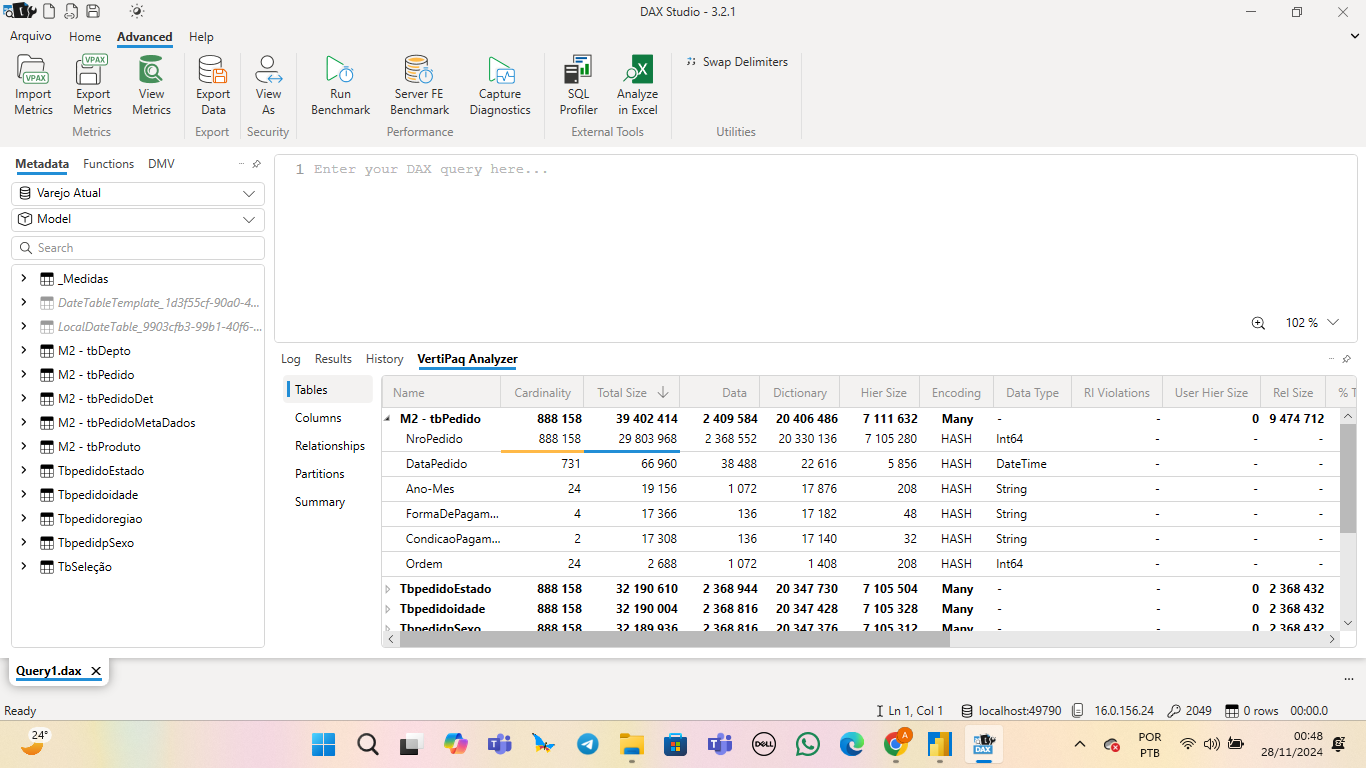 DAX Studio - 3.2.1
Arquivo Home Advanced Help
VPAX VPAX
Import Metrics
Export Metrics
View Metrics
Export Data
View As
Run Benchmark
Server FE Benchmark
Capture Diagnostics
SQL Profiler
Analyze in Excel
Swap Delimiters
Metrics Export Security Performance External Tools Utilities
Metadata Functions DMV
Varejo Atual
Model
Search
_Medidas
DateTableTemplate_1d3f55cf-90a0-4...
LocalDateTable_9903cfb3-99b1-40f6-...
M2 - tbDepto
M2 - tbPedido
M2 - tbPedidoDet
M2 - tbPedidoMetaDados
M2 - tbProduto
TbpedidoEstado
Tbpedidoidade
Tbpedidoregiao
TbpedidpSexo
TbSeleção
1 Enter your DAX query here...
102 %
Log Results History VertiPaq Analyzer
Tables
Columns
Relationships
Partitions
Summary
Name Cardinality Total Size Data Dictionary Hier Size Encoding Data Type RI Violations User Hier Size Rel Size % T
M2 - tbPedido 888 158 39 402 414 2 409 584 20 406 486 7 111 632 Many - - 0 9 474 712
NroPedido 888 158 29 803 968 2 368 552 20 330 136 7 105 280 HASH Int64 - - -
DataPedido 731 66 960 38 488 22 616 5 856 HASH DateTime - - -
Ano-Mes 24 19 156 1 072 17 876 208 HASH String - - -
FormaDePagam... 4 17 366 136 17 182 48 HASH String - - -
CondicaoPagam... 2 17 308 136 17 140 32 HASH String - - -
Ordem 24 2 688 1 072 1 408 208 HASH Int64 - - -
TbpedidoEstado 888 158 32 190 610 2 368 944 20 347 730 7 105 504 Many - - 0 2 368 432
Tbpedidoidade 888 158 32 190 004 2 368 816 20 347 428 7 105 328 Many - - 0 2 368 432
TbpedidpSexo 888 158 32 189 936 2 368 816 20 347 376 7 105 312 Many - - 0 2 368 432
Query1.dax
Ready
Ln 1, Col 1 localhost:49790 16.0.156.24 2049 0 rows 00:00.0
24°
DELL
A
DAX
POR
PTB
00:48
28/11/2024